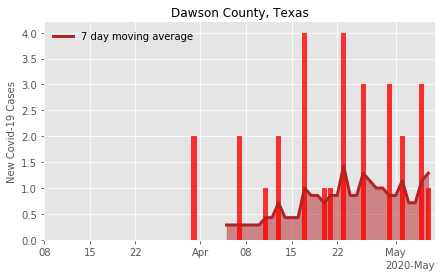 Dawson County, Texas
7 day moving average
New Covid-19 Cases
4.0
3.5
3.0
2.5
2.0
1.5
1.0
0.5
0.0
08 15 22 Apr 08 15 22 May
2020-May